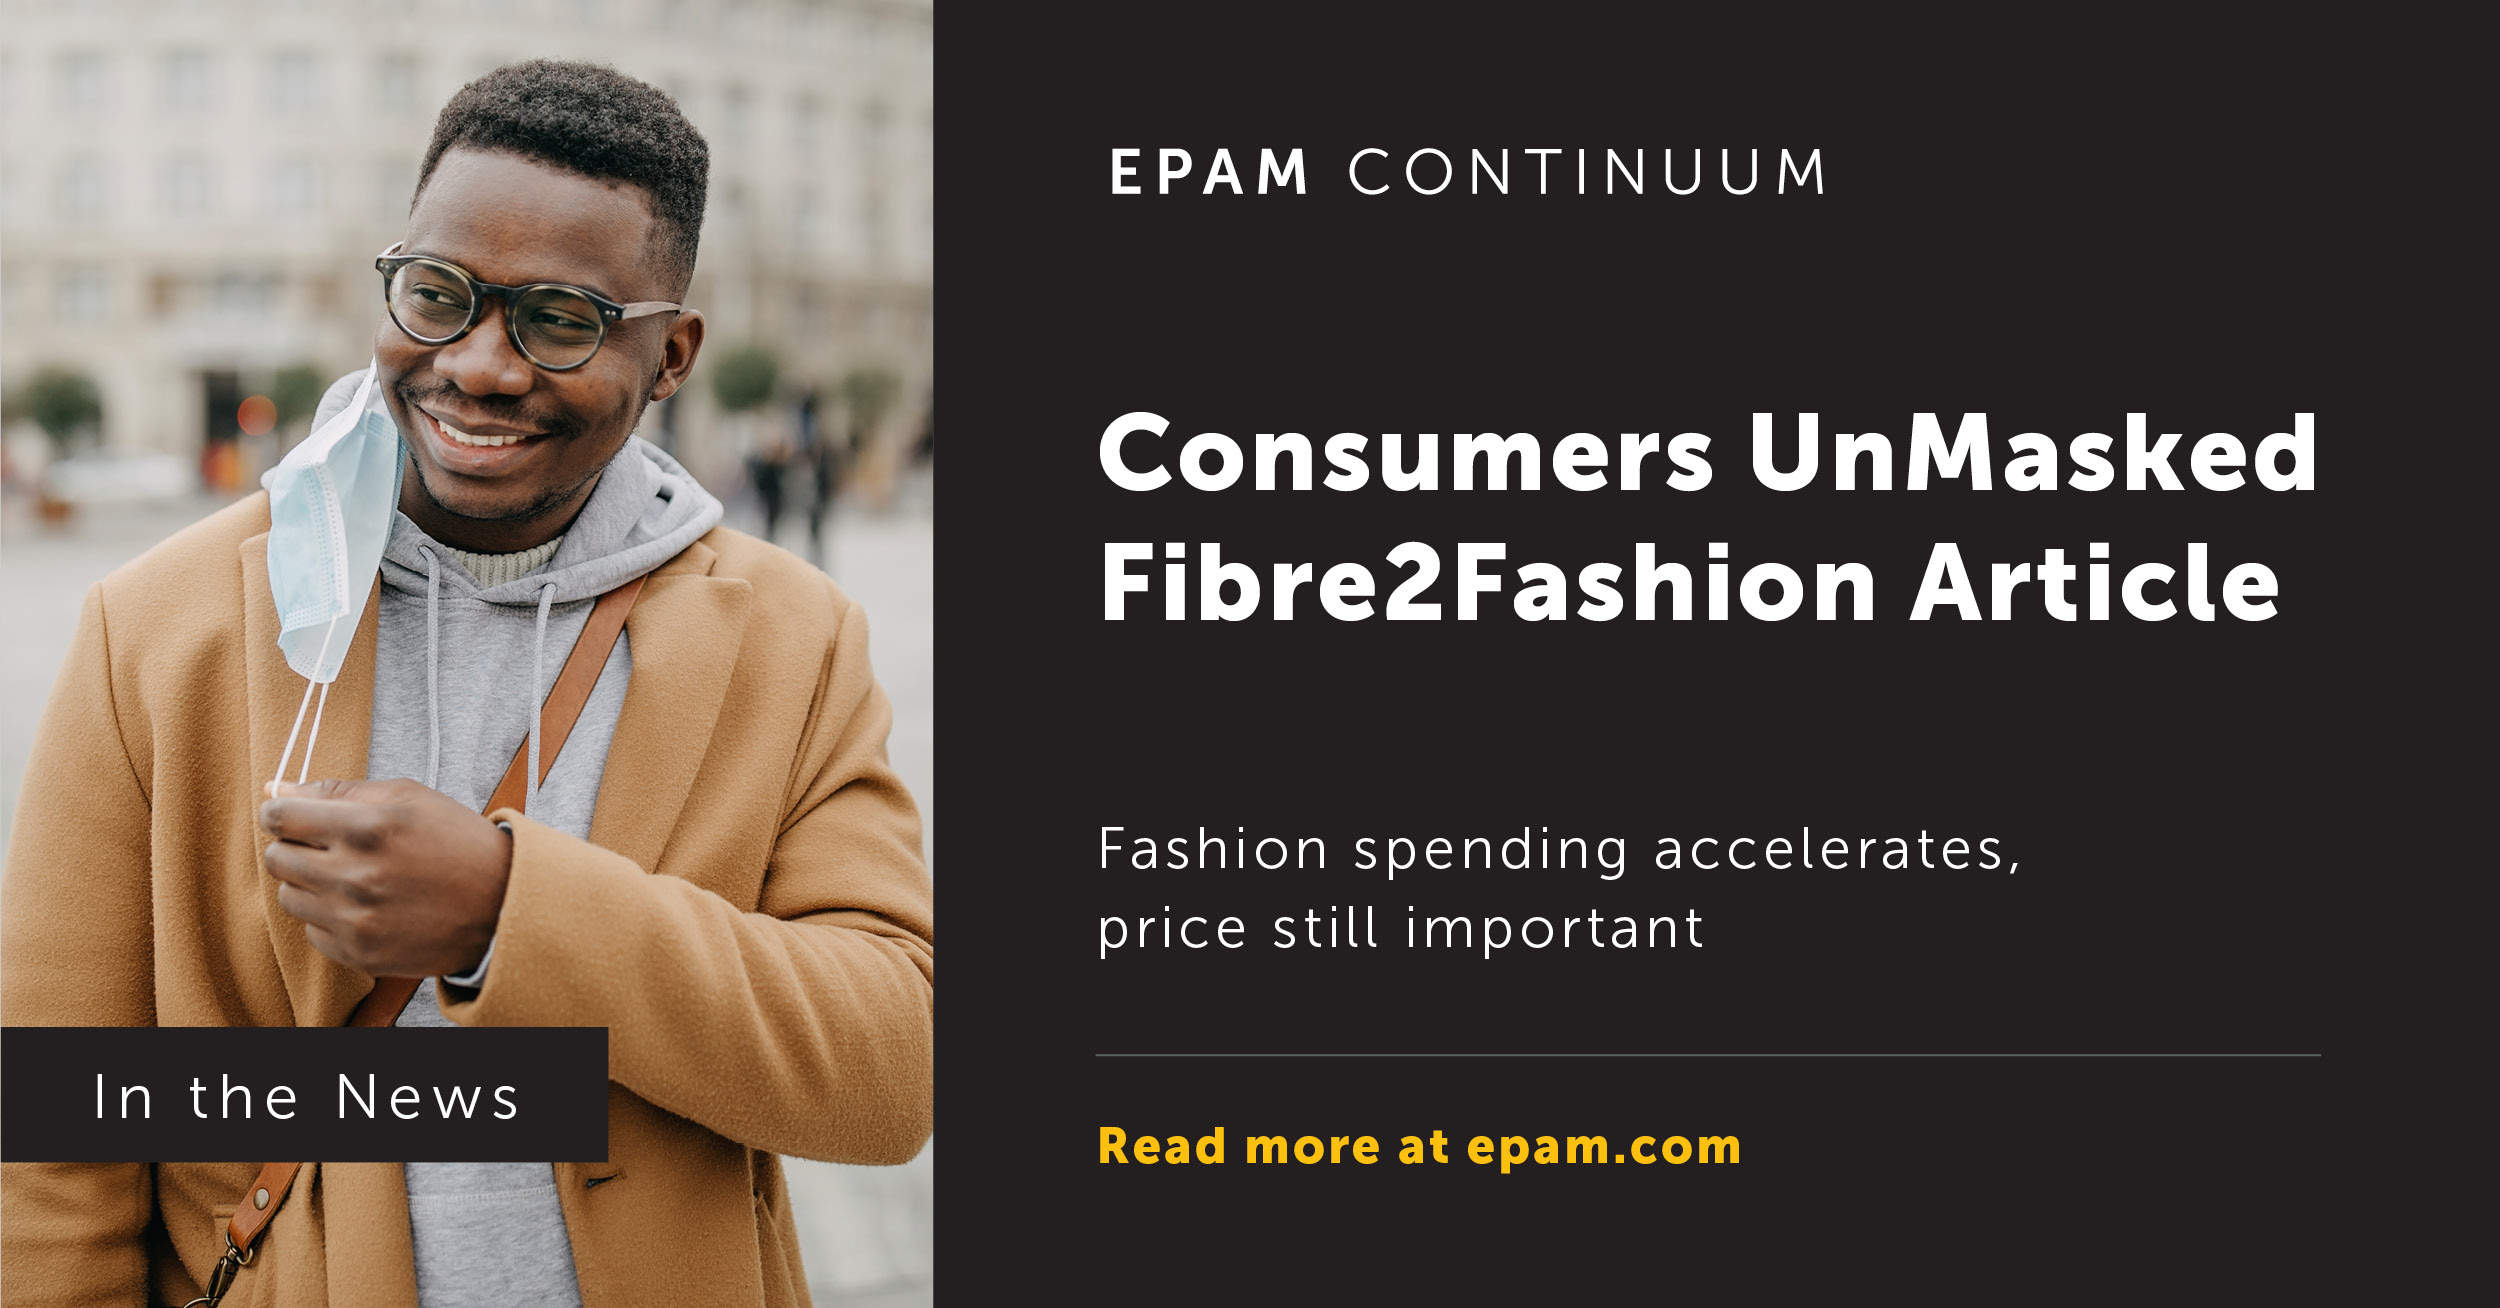 EPAM CONTINUUM
Consumers UnMasked
Fibre2Fashion Article
Fashion spending accelerates,
price still important
Read more at epam.com
In the News